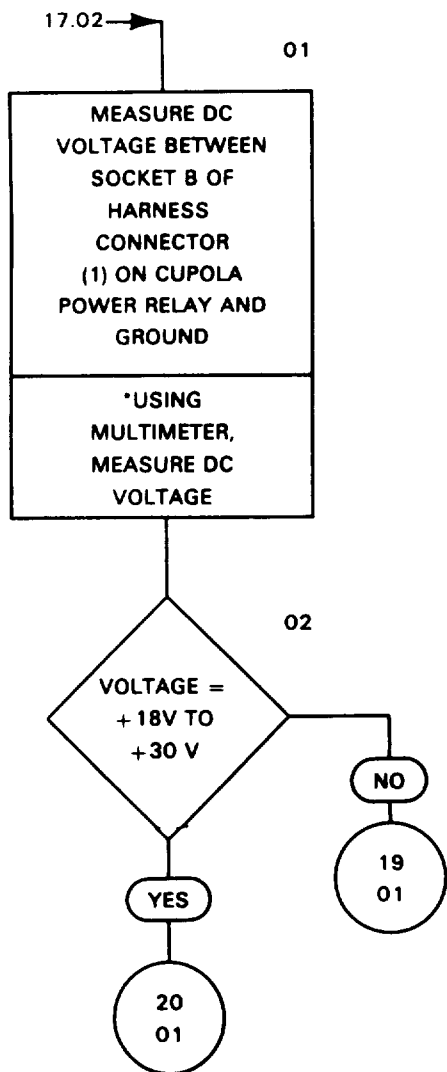 17.02
01
MEASURE DC
VOLTAGE BETWEEN
SOCKET B OF
HARNESS
CONNECTOR
(1) ON CUPOLA
POWER RELAY AND
GROUND
*USING
MULTIMETER,
MEASURE DC
VOLTAGE
02
VOLTAGE =
+18V TO
+30 V
NO
19
01
YES
20
01